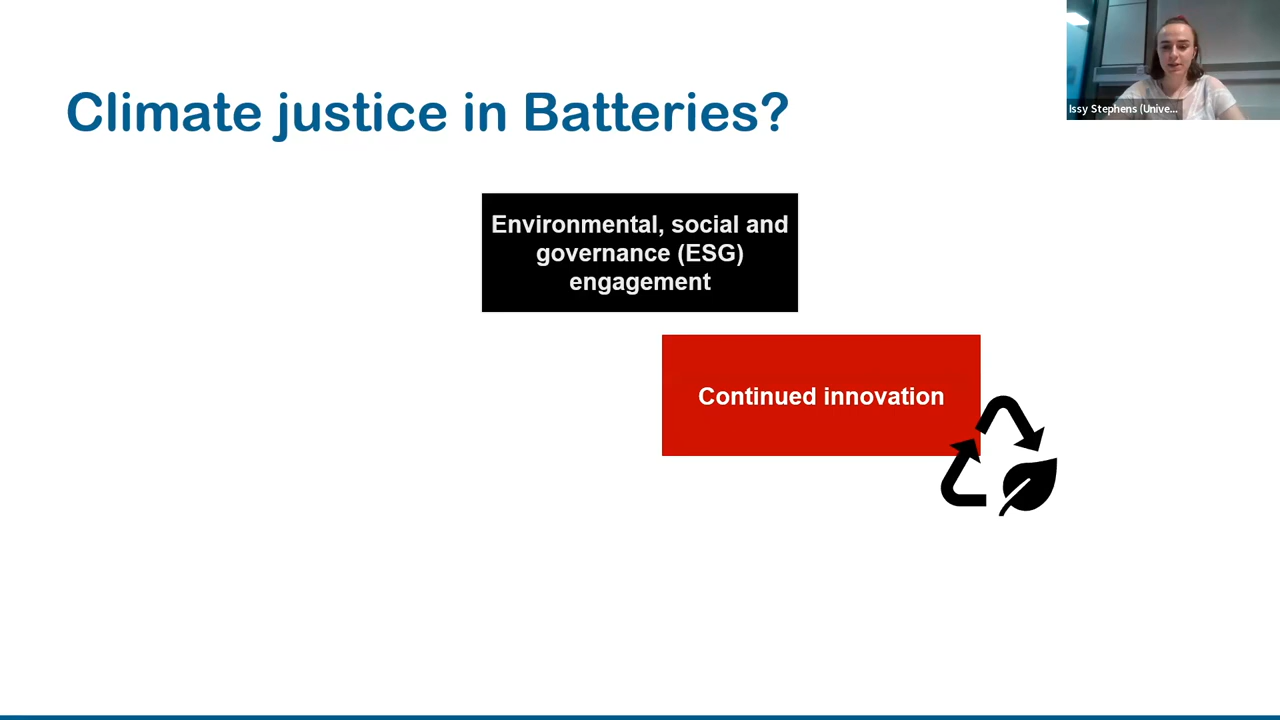 Climate justice in Batteries?
Issy Stephens (Unive...
Environmental, social and
governance (ESG)
engagement
Continued innovation